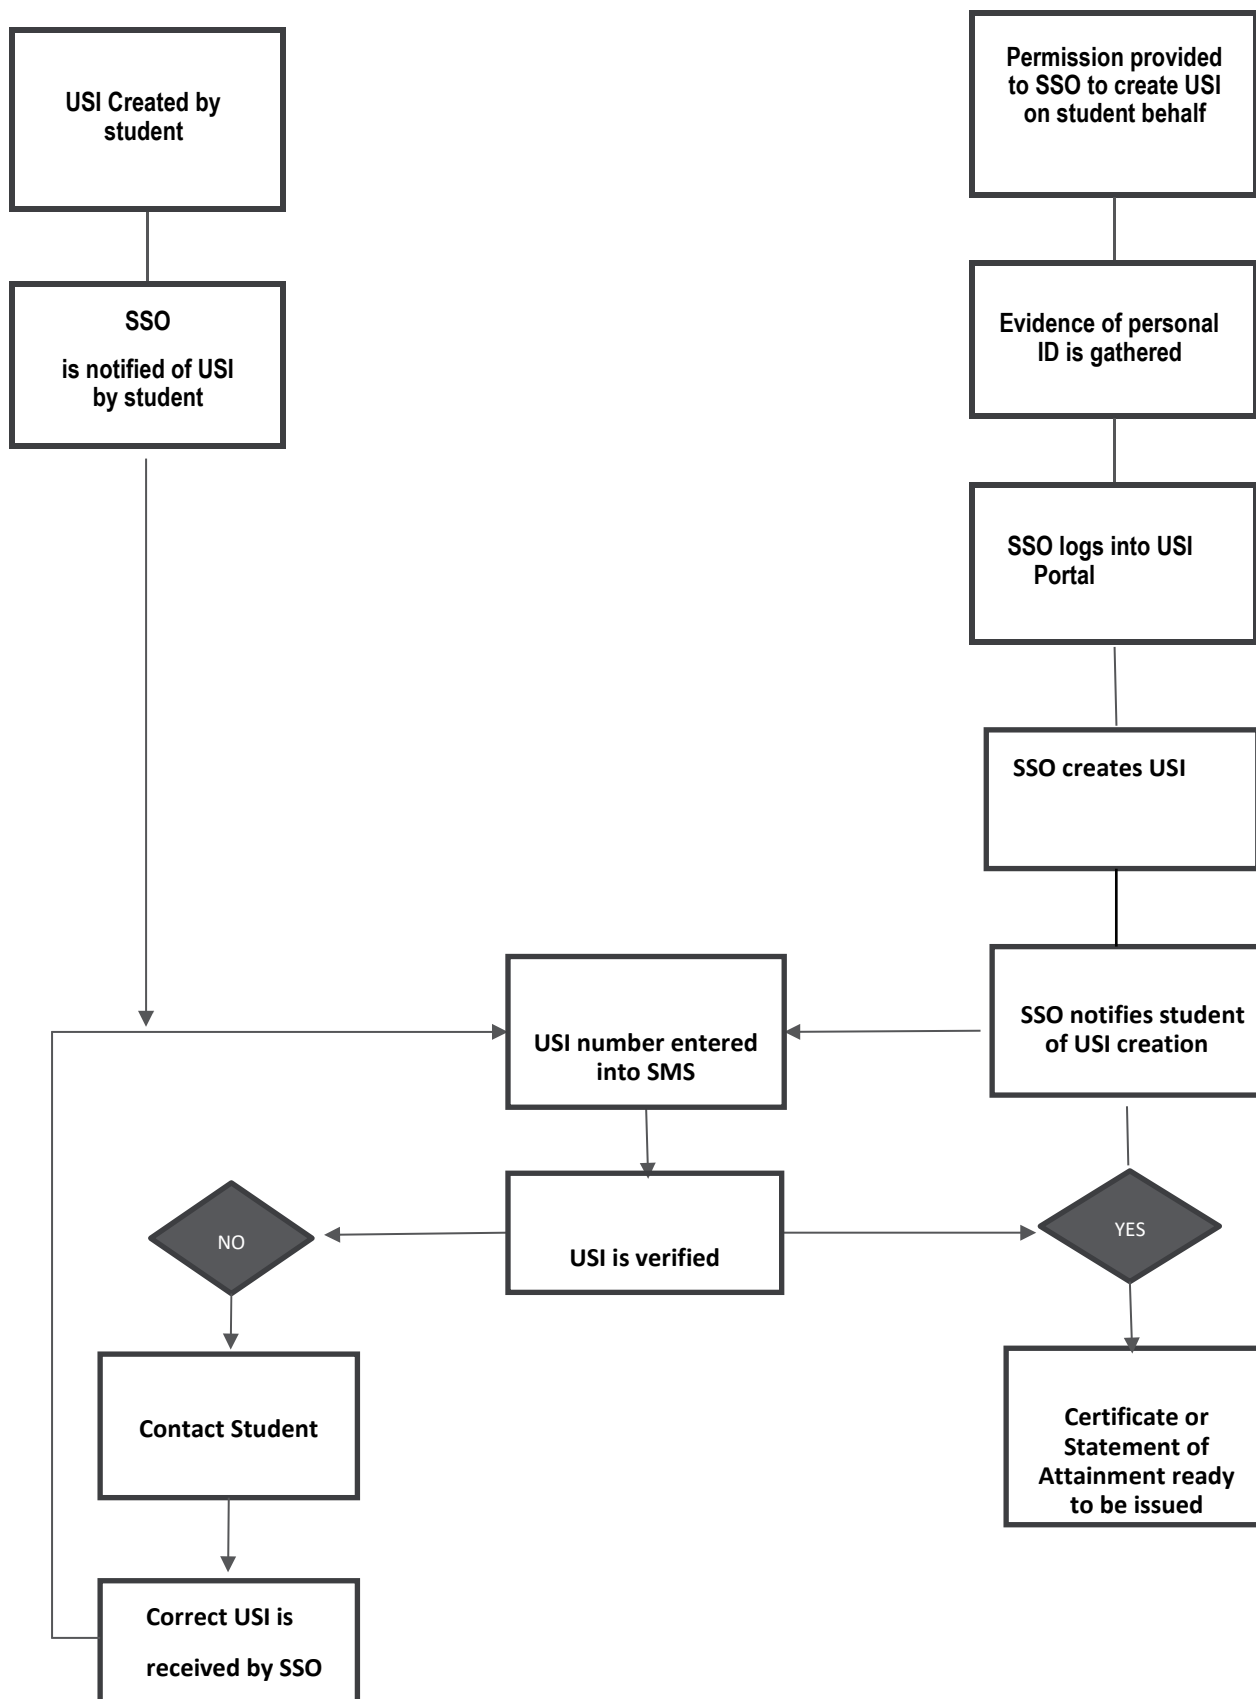 USI Created by
student
SSO
is notified of USI
by student
Permission provided
to SSO to create USI
on student behalf
Evidence of personal
ID is gathered
SSO logs into USI
Portal
SSO creates USI
SSO notifies student
of USI creation
USI number entered
into SMS
USI is verified
NO
YES
Contact Student
Correct USI is
received by SSO
Certificate or
Statement of
Attainment ready
to be issued